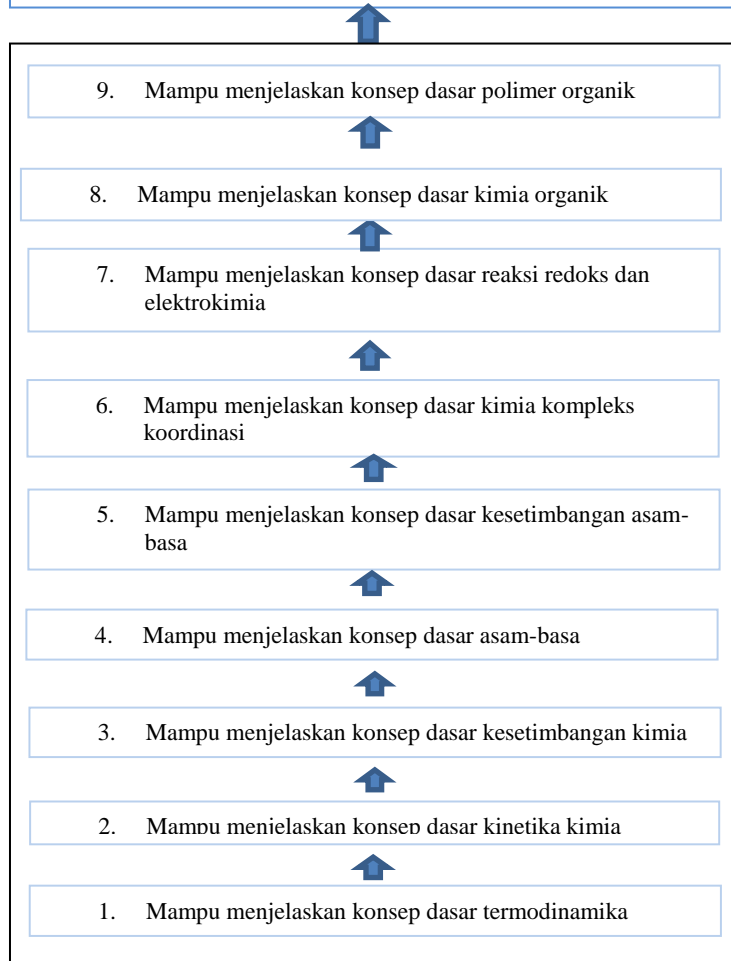 9. Mampu menjelaskan konsep dasar polimer organik
8. Mampu menjelaskan konsep dasar kimia organik
7. Mampu menjelaskan konsep dasar reaksi redoks dan
elektrokimia
6. Mampu menjelaskan konsep dasar kimia kompleks
koordinasi
5. Mampu menjelaskan konsep dasar kesetimbangan asam-
basa
4. Mampu menjelaskan konsep dasar asam-basa
3. Mampu menjelaskan konsep dasar kesetimbangan kimia
2. Mampu menjelaskan konsep dasar kinetika kimia
1. Mampu menjelaskan konsep dasar termodinamika